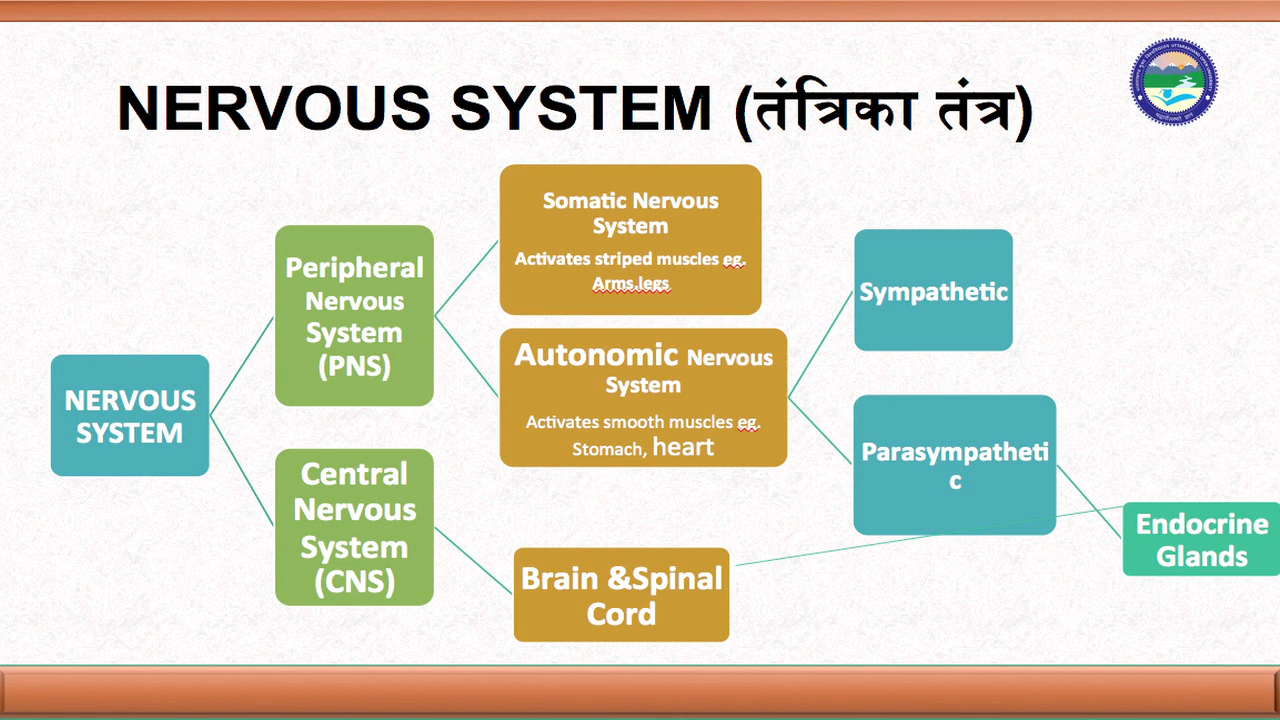 NERVOUS SYSTEM (तंत्रिका तंत्र)
NERVOUS
SYSTEM
Peripheral
Nervous
System
(PNS)
Central
Nervous
System
(CNS)
Somatic Nervous
System
Activates striped muscles eg.
Arms,legs
Autonomic Nervous
System
Activates smooth muscles eg.
Stomach, heart
Brain &Spinal
Cord
Sympathetic
Parasympatheti
c
Endocrine
Glands